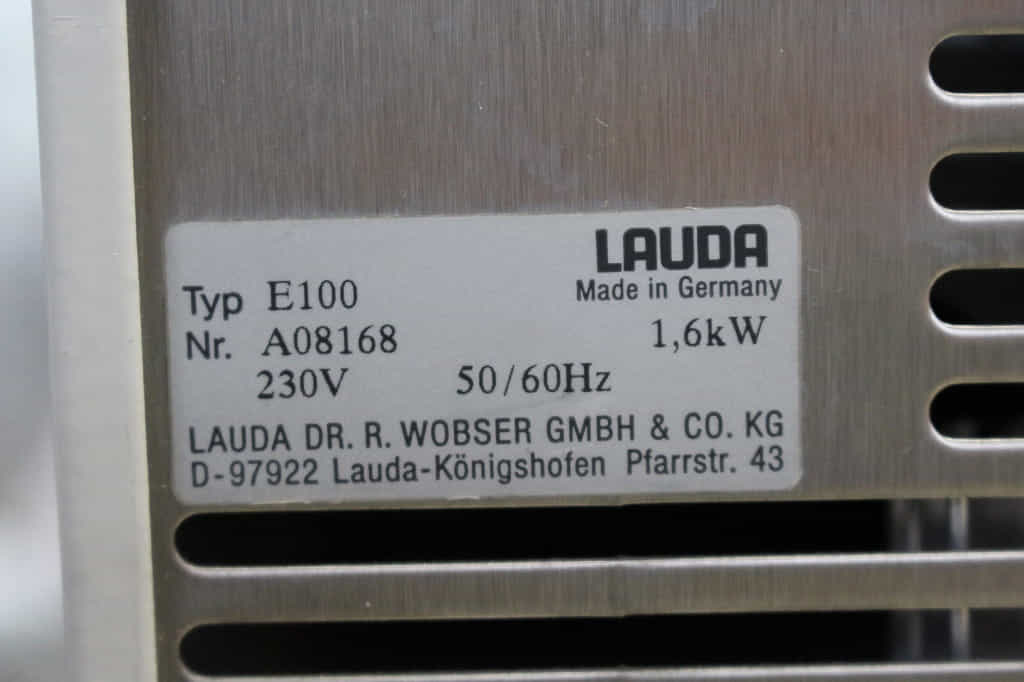 LAUDA
Typ E100 Made in Germany
Nr. A08168 1,6kW
230V 50/60Hz
LAUDA DR. R. WOBSER GMBH & CO. KG
D-97922 Lauda-Königshofen Pfarrstr. 43